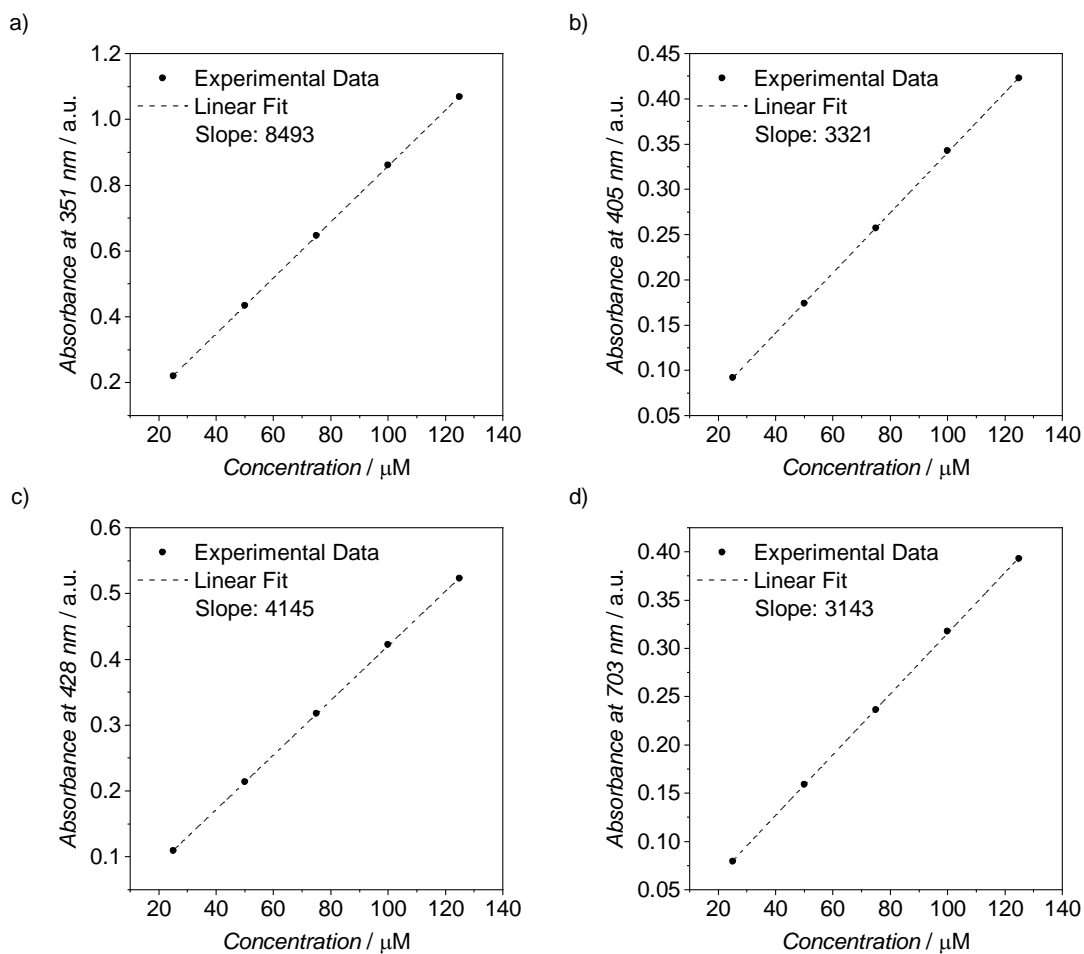 a)
Experimental Data
Linear Fit
Slope: 8493
1.2
1.0
0.8
0.6
0.4
0.2
Absorbance at 351 nm / a.u.
20 40 60 80 100 120 140
Concentration / μM
b)
Experimental Data
Linear Fit
Slope: 3321
0.45
0.40
0.35
0.30
0.25
0.20
0.15
0.10
0.05
Absorbance at 405 nm / a.u.
20 40 60 80 100 120 140
Concentration / μM
c)
Experimental Data
Linear Fit
Slope: 4145
0.6
0.5
0.4
0.3
0.2
0.1
Absorbance at 428 nm / a.u.
20 40 60 80 100 120 140
Concentration / μM
d)
Experimental Data
Linear Fit
Slope: 3143
0.40
0.35
0.30
0.25
0.20
0.15
0.10
0.05
Absorbance at 703 nm / a.u.
20 40 60 80 100 120 140
Concentration / μM